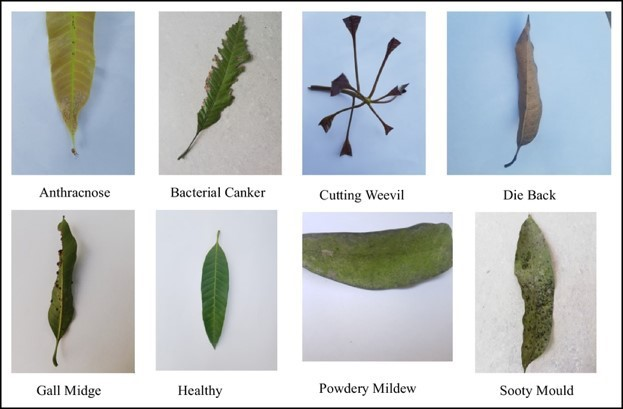 Anthracnose
Bacterial Canker
Cutting Weevil
Die Back
Gall Midge
Healthy
Powdery Mildew
Sooty Mould